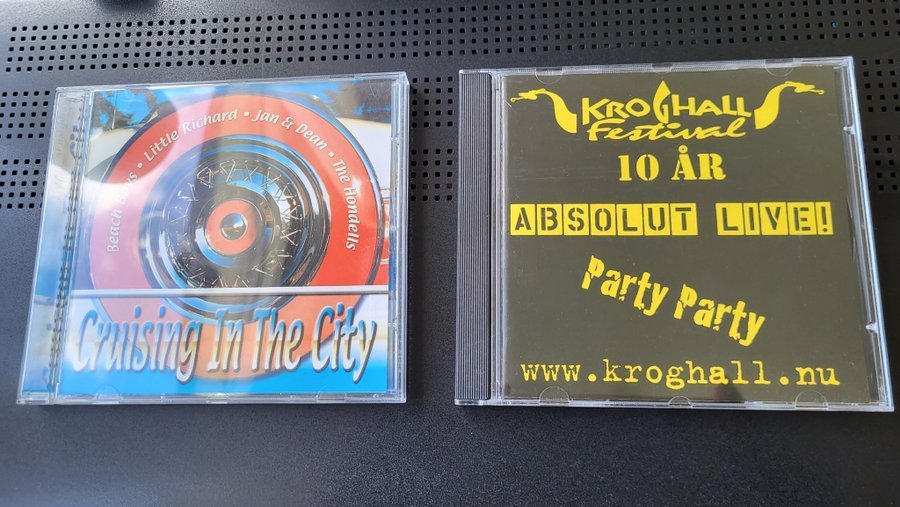 Beach Boys • Little Richard • Jan & Dean • The Hondells
Cruising In The City
KROGHALL
Festival
10 ÅR
ABSOLUT LIVE!
Party Party
www.kroghall.nu